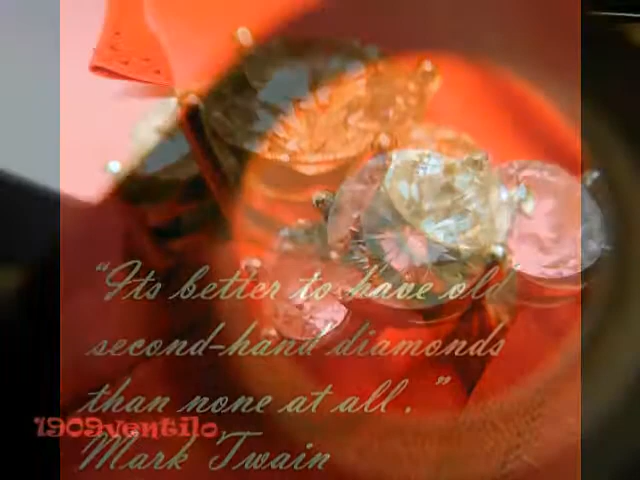 “Its better to have old
second-hand diamonds
than none at all.”
1909ventilo
Mark Twain